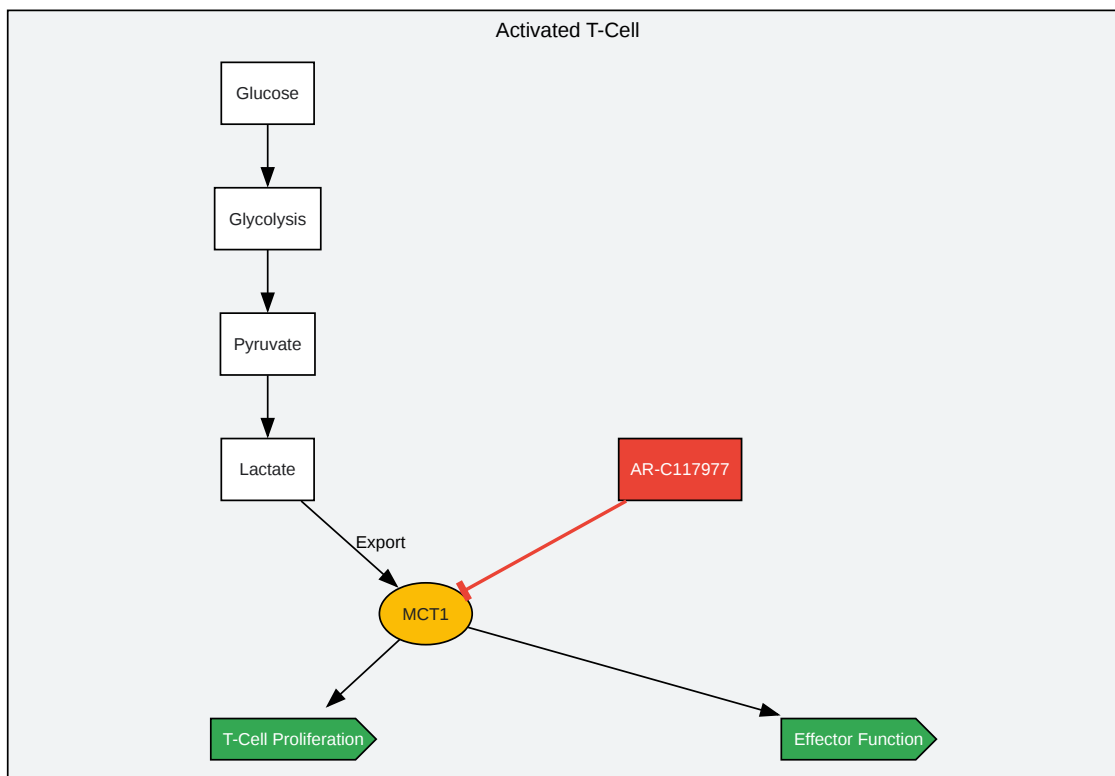 Activated T-Cell
Glucose
Glycolysis
Pyruvate
Lactate
AR-C117977
Export
MCT1
T-Cell Proliferation
Effector Function